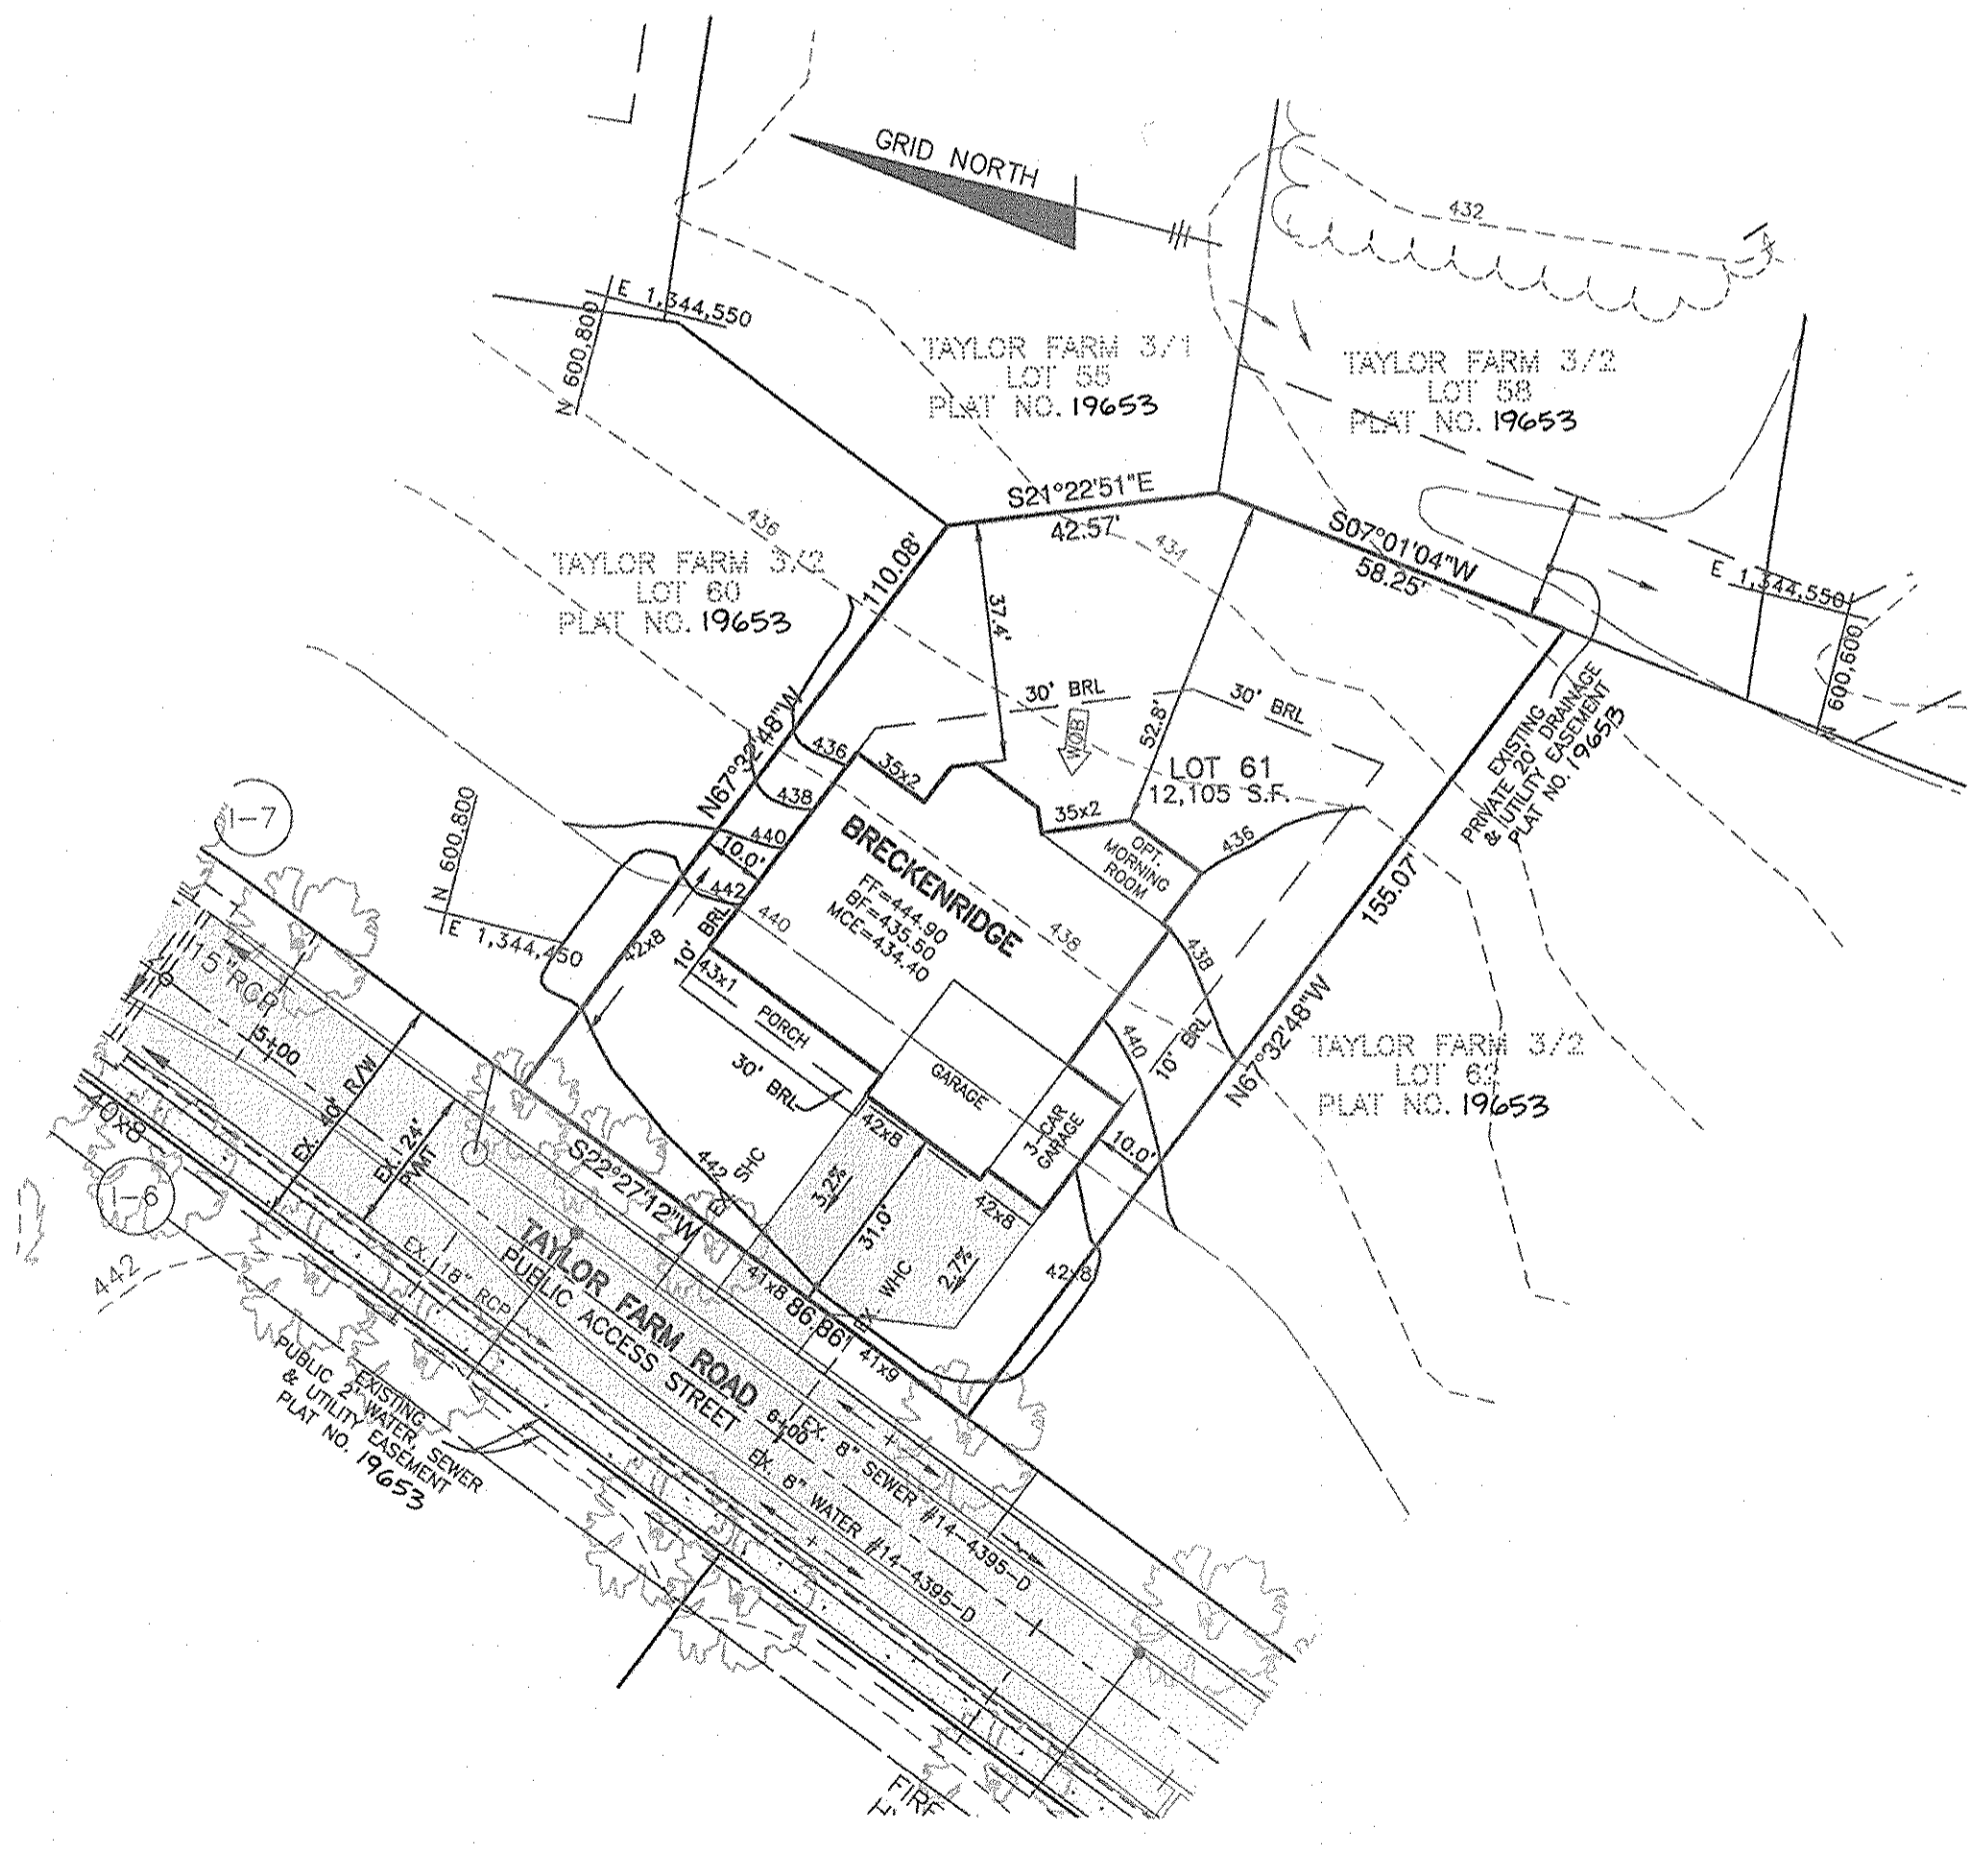 GRID NORTH
432
E 1,344,550
N 600,800
TAYLOR FARM 3/1
LOT 55
PLAT NO. 19653
TAYLOR FARM 3/2
LOT 58
PLAT NO. 19653
S21°22'51"E
42.57'
S07°01'04"W
58.25'
436
434
TAYLOR FARM 3/2
LOT 60
PLAT NO. 19653
110.08'
N67°32'48"W
37.4'
52.8'
E 1,344,550
N 600,600
EXISTING
PRIVATE 20' DRAINAGE
& UTILITY EASEMENT
PLAT NO. 19653
30' BRL
30' BRL
WOB
LOT 61
12,105 S.F.
436
35x2
35x2
438
440
10.0'
442
10' BRL
42x8
43x1
OPT.
MORNING
ROOM
436
BRECKENRIDGE
FF=444.90
BF=435.50
MCE=434.40
440
438
438
155.07'
N67°32'48"W
I-7
N 600,800
E 1,344,450
PORCH
30' BRL
GARAGE
3-CAR
GARAGE
440
10' BRL
10.0'
TAYLOR FARM 3/2
LOT 62
PLAT NO. 19653
15"RCP
5+00
EX. 40' R/W
EX. 24'
PVMT
40x8
I-6
442
S22°27'12"W
86.86'
442
EX. SHC
42x8
3.2%
31.0'
42x8
2.7%
EX. WHC
42x8
41x8
41x9
EX. 18" RCP
TAYLOR FARM ROAD
PUBLIC ACCESS STREET
6+00
EX. 8" SEWER #14-4395-D
EX. 8" WATER #14-4395-D
EXISTING
PUBLIC 2' WATER, SEWER
& UTILITY EASEMENT
PLAT NO. 19653
FIRE